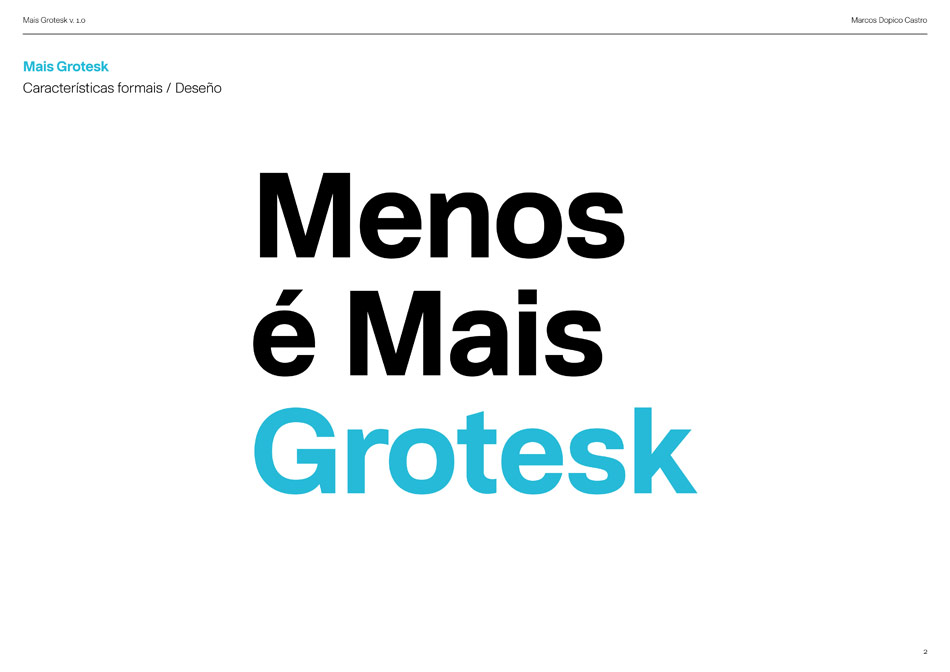 Mais Grotesk v. 1.0
Marcos Dopico Castro
Mais Grotesk
Características formais / Deseño
Menos
é Mais
Grotesk
2